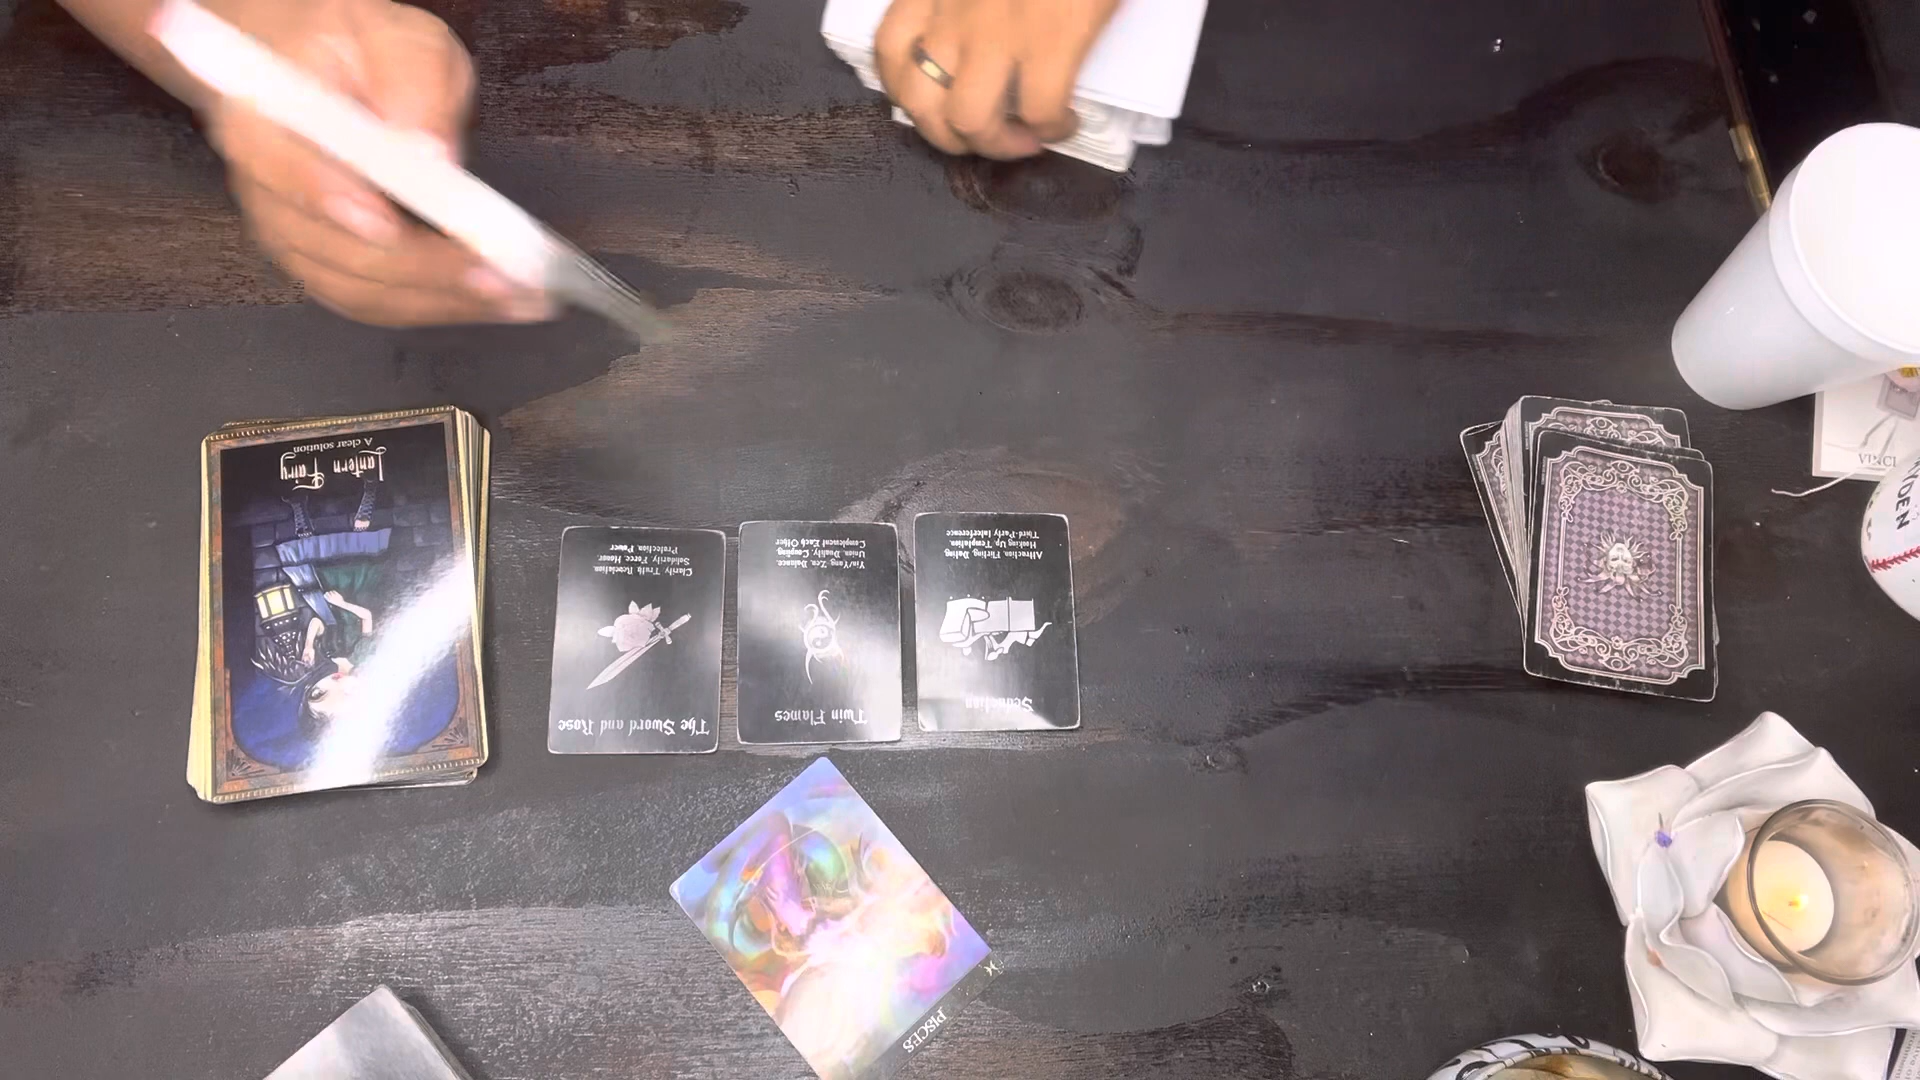 Lantern Fairy
A clear solution
The Sword and Rose
Clarity. Truth. Revelation.
Solidarity. Force. Honor.
Protection. Power
Twin Flames
Yin/Yang. Zen. Balance.
Union. Duality. Coupling.
Complement Each Other
Seduction
Attraction. Flirting. Dating.
Hooking Up. Temptation.
Third-Party Interference
PISCES
VINCI
YDEN